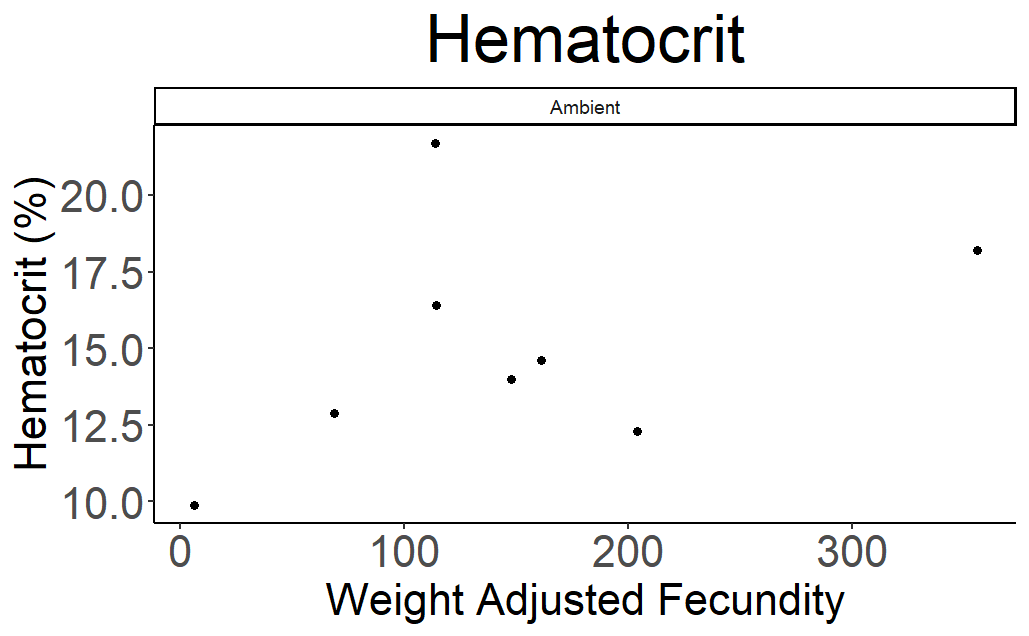 Hematocrit
Ambient
Hematocrit (%)
20.0
17.5
15.0
12.5
10.0
0 100 200 300
Weight Adjusted Fecundity